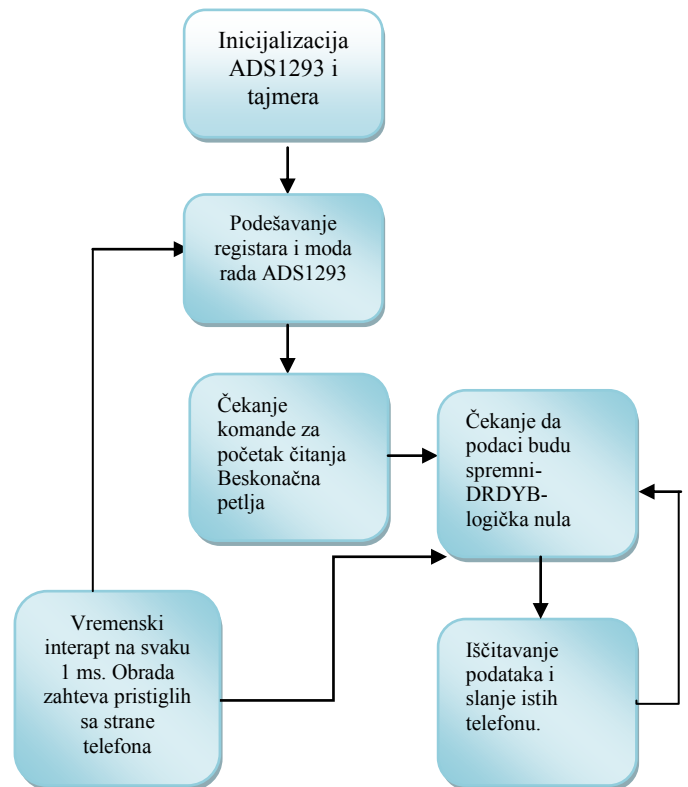 Inicijalizacija
ADS1293 i
tajmera
Podešavanje
registara i moda
rada ADS1293
Čekanje
komande za
početak čitanja
Beskonačna
petlja
Čekanje da
podaci budu
spremni-
DRDYB-
logička nula
Vremenski
interapt na svaku
1 ms. Obrada
zahteva pristiglih
sa strane
telefona
Iščitavanje
podataka i
slanje istih
telefonu.